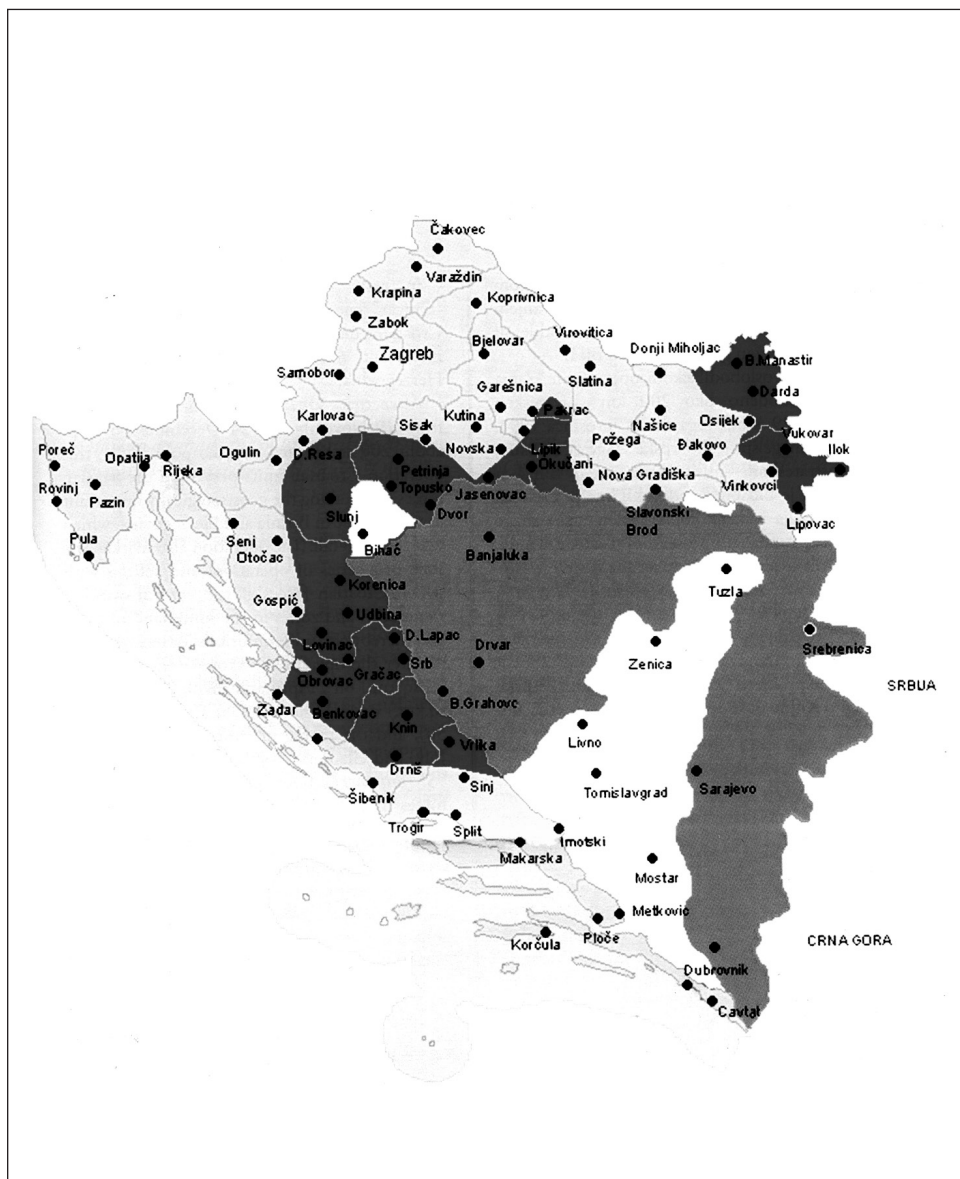 Čakovec
Varaždin
Krapina
Koprivnica
Zabok
Virovitica
Bjelovar
Donji Miholjac
Zagreb
B.Manastir
Samobor
Slatina
Garešnica
Darda
Pakrac
Karlovac
Kutina
Našice
Osijek
Sisak
Vukovar
Poreč
Ogulin
D.Resa
Novska
Lipik
Požega
Đakovo
Ilok
Opatija
Rijeka
Petrinja
Okučani
Topusko
Nova Gradiška
Rovinj
Pazin
Jasenovac
Virkovci
Slunj
Dvor
Slavonski
Brod
Lipovac
Pula
Senj
Bihać
Banjaluka
Otočac
Korenica
Tuzla
Gospić
Udbina
D.Lapac
Drvar
Lovinac
Srb
Zenica
Srebrenica
Gračac
Obrovac
SRBIJA
Zadar
Benkovac
B.Grahovo
Knin
Livno
Vrlika
Drniš
Sinj
Tomislavgrad
Sarajevo
Šibenik
Trogir
Split
Imotski
Makarska
Mostar
Metković
Ploče
Korčula
CRNA GORA
Dubrovnik
Cavtat